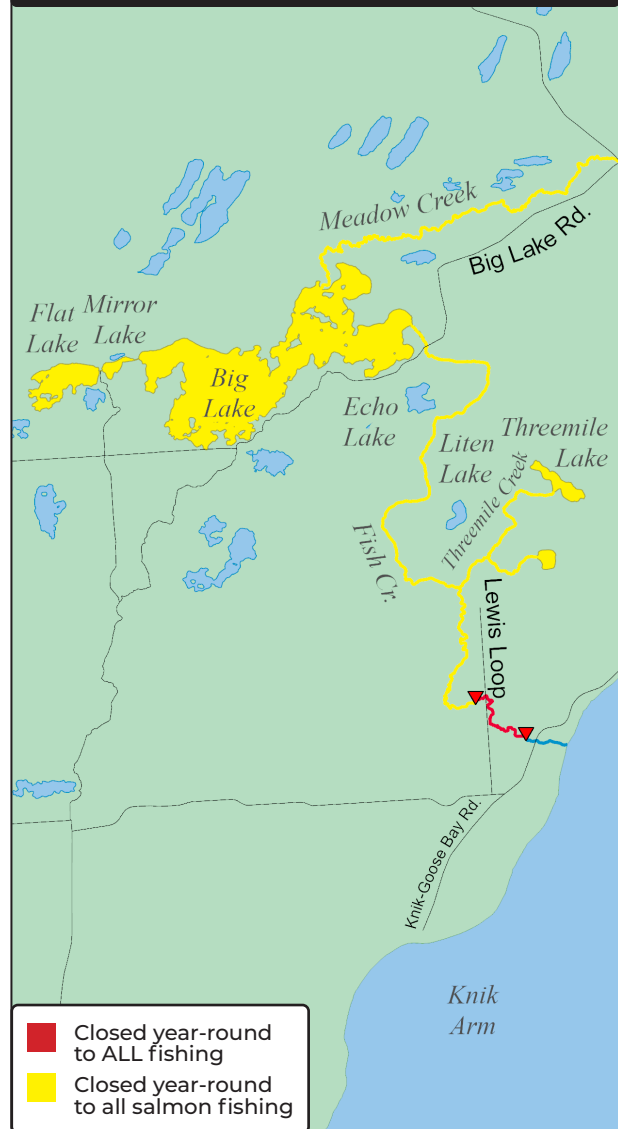 Meadow Creek
Big Lake Rd.
Flat
Lake
Mirror
Lake
Big
Lake
Echo
Lake
Liten
Lake
Threemile
Lake
Threemile Creek
Fish Cr.
Lewis Loop
Knik-Goose Bay Rd.
Knik
Arm
Closed year-round
to ALL fishing
Closed year-round
to all salmon fishing